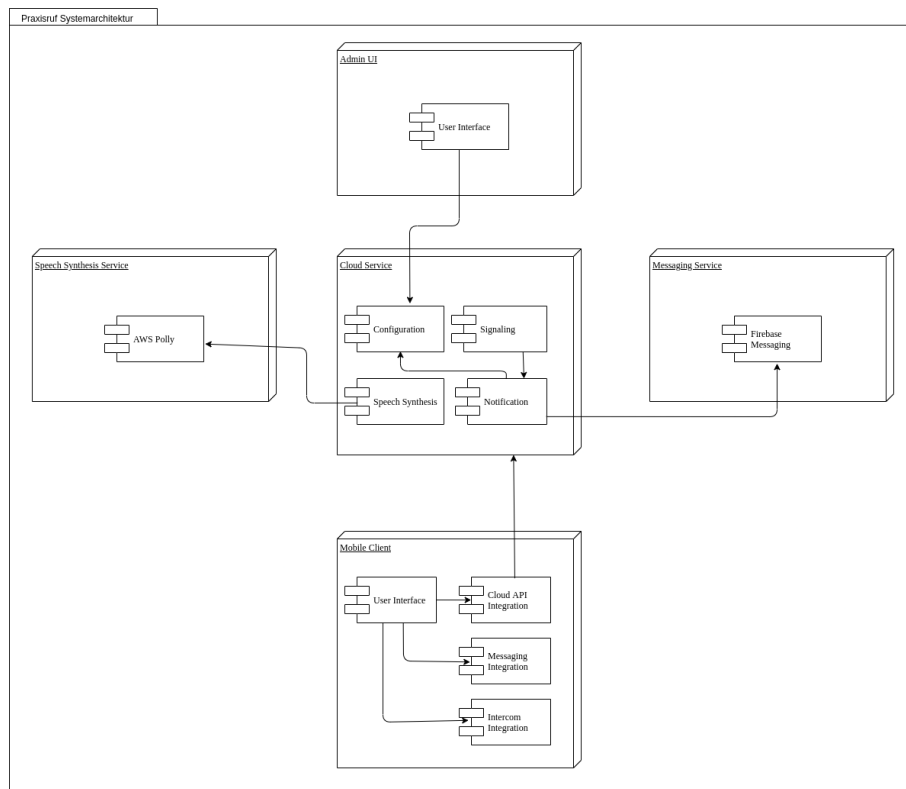 Praxisruf Systemarchitektur
Admin UI
User Interface
Speech Synthesis Service
AWS Polly
Cloud Service
Configuration
Signaling
Speech Synthesis
Notification
Messaging Service
Firebase
Messaging
Mobile Client
User Interface
Cloud API
Integration
Messaging
Integration
Intercom
Integration